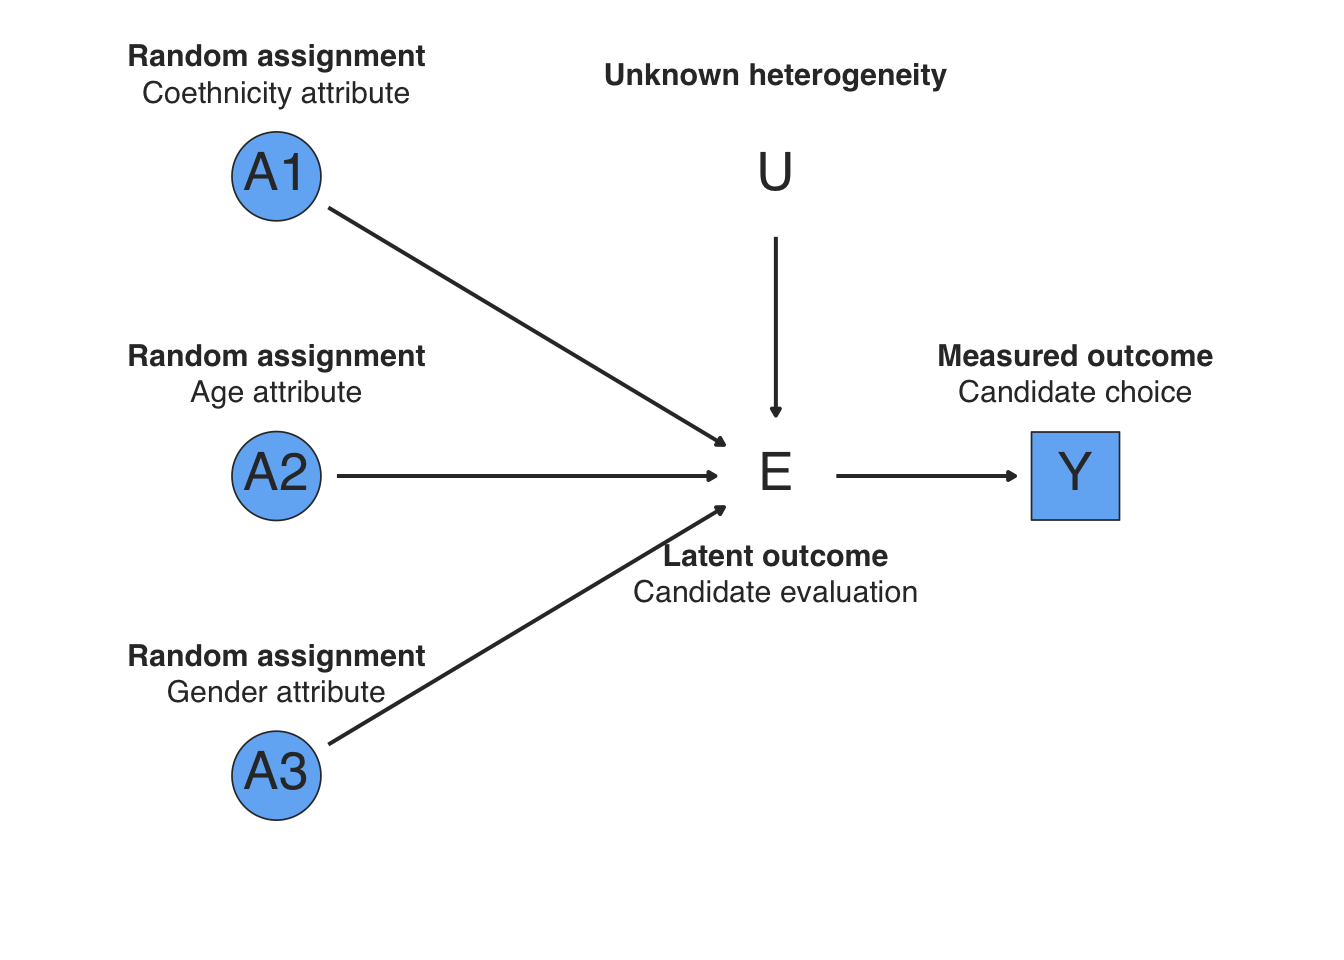 Random assignment
Coethnicity attribute
A1
Unknown heterogeneity
U
Random assignment
Age attribute
A2
E
Latent outcome
Candidate evaluation
Measured outcome
Candidate choice
Y
Random assignment
Gender attribute
A3